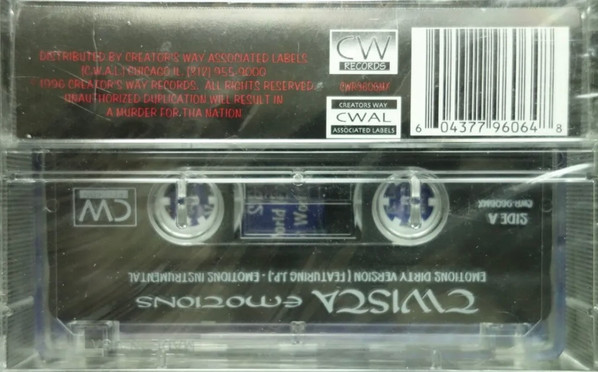 DISTRIBUTED BY CREATOR'S WAY ASSOCIATED LABELS
(C.W.A.L.) CHICAGO IL (312) 955-9000
1996 CREATOR'S WAY RECORDS. ALL RIGHTS RESERVED.
UNAUTHORIZED DUPLICATION WILL RESULT IN
A MURDER FOR THA NATION
CW
RECORDS
CREATORS WAY
CWAL
ASSOCIATED LABELS
6 04377 96064 8
CW
SIDE A
EMOTIONS DIRTY VERSION [FEATURING J.P.] - EMOTIONS INSTRUMENTAL
TWISTA EMOTIONS